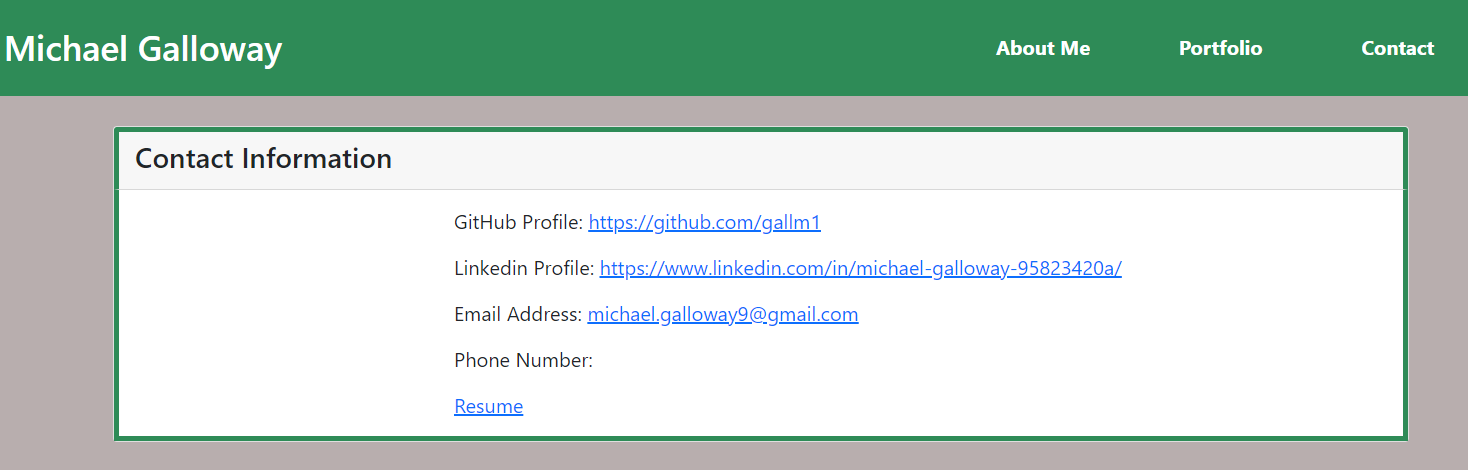 Michael Galloway
About Me Portfolio Contact
Contact Information
GitHub Profile: https://github.com/gallm1
Linkedin Profile: https://www.linkedin.com/in/michael-galloway-95823420a/
Email Address: michael.galloway9@gmail.com
Phone Number:
Resume